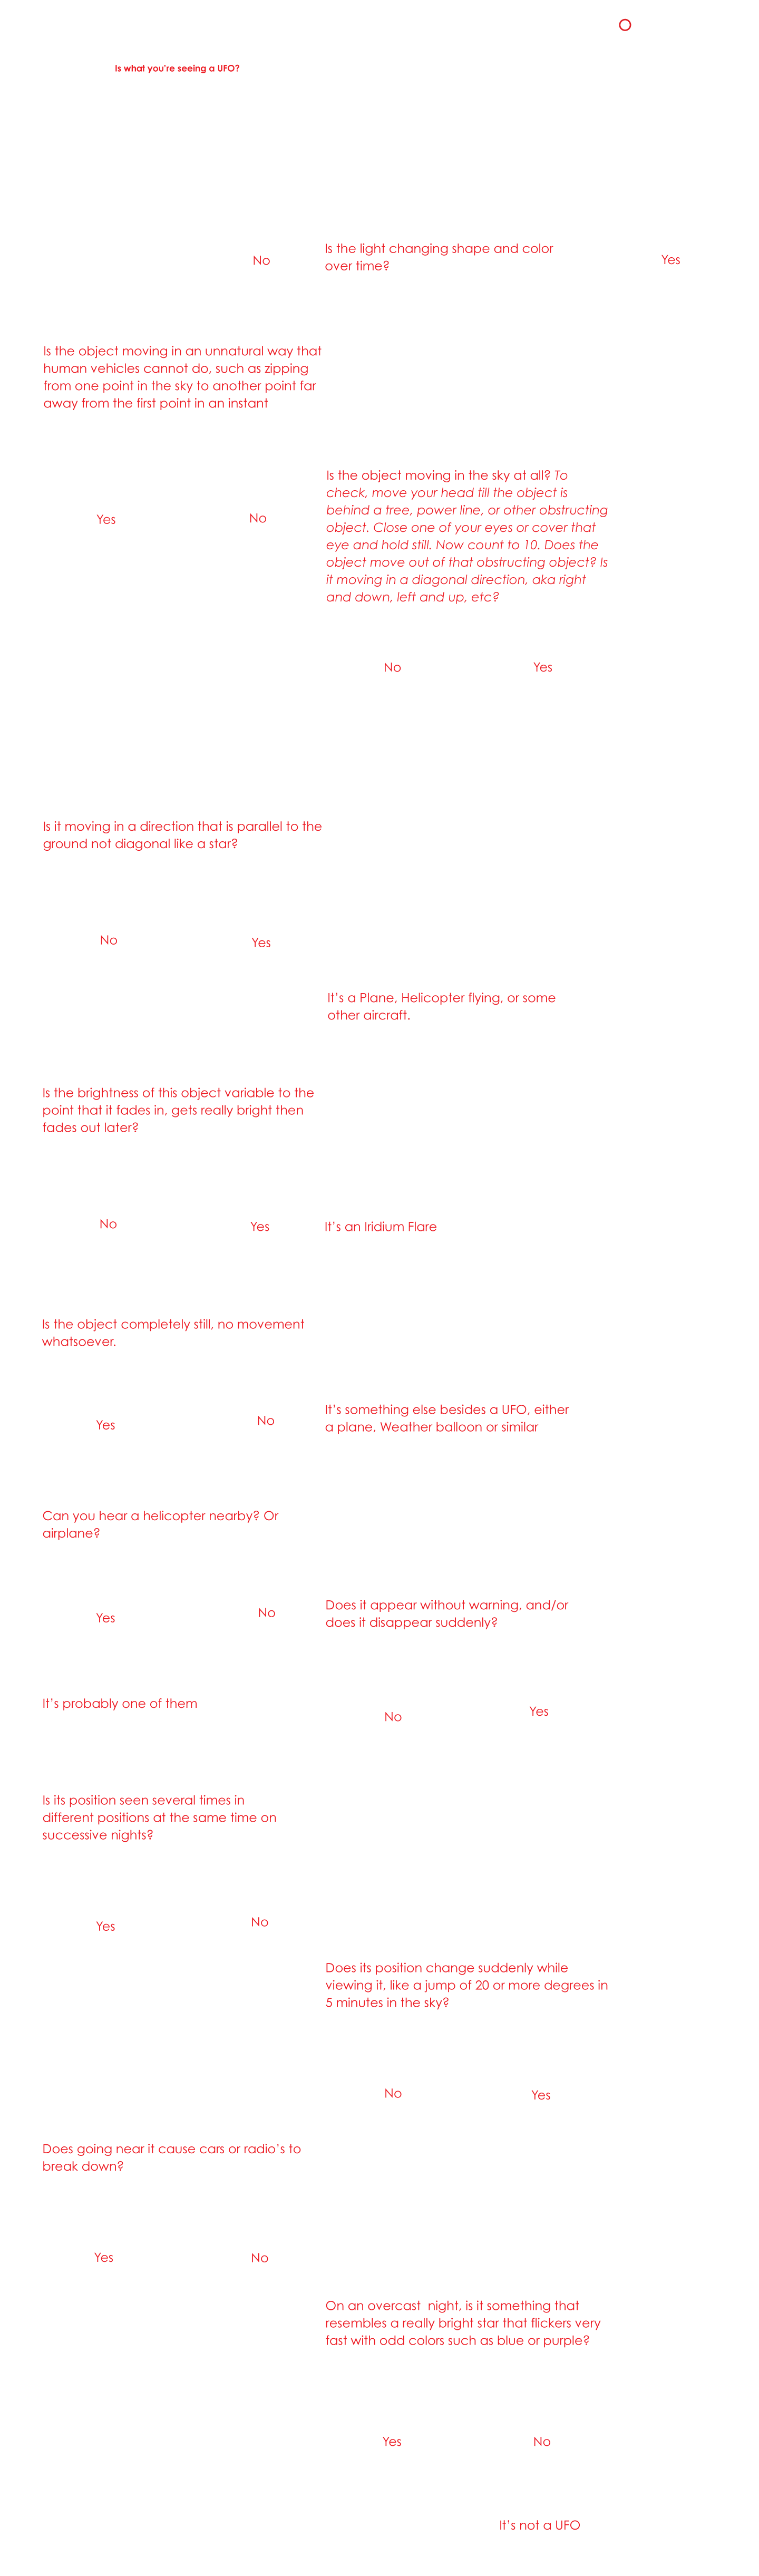 Is what you're seeing a UFO?
No
Is the light changing shape and color
over time?
Yes
Is the object moving in an unnatural way that
human vehicles cannot do, such as zipping
from one point in the sky to another point far
away from the first point in an instant
Is the object moving in the sky at all? To
check, move your head till the object is
behind a tree, power line, or other obstructing
object. Close one of your eyes or cover that
eye and hold still. Now count to 10. Does the
object move out of that obstructing object? Is
it moving in a diagonal direction, aka right
and down, left and up, etc?
Yes
No
No
Yes
Is it moving in a direction that is parallel to the
ground not diagonal like a star?
No
Yes
It's a Plane, Helicopter flying, or some
other aircraft.
Is the brightness of this object variable to the
point that it fades in, gets really bright then
fades out later?
No
Yes
It's an Iridium Flare
Is the object completely still, no movement
whatsoever.
Yes
No
It's something else besides a UFO, either
a plane, Weather balloon or similar
Can you hear a helicopter nearby? Or
airplane?
Yes
No
Does it appear without warning, and/or
does it disappear suddenly?
It's probably one of them
No
Yes
Is its position seen several times in
different positions at the same time on
successive nights?
Yes
No
Does its position change suddenly while
viewing it, like a jump of 20 or more degrees in
5 minutes in the sky?
No
Yes
Does going near it cause cars or radio's to
break down?
Yes
No
On an overcast  night, is it something that
resembles a really bright star that flickers very
fast with odd colors such as blue or purple?
Yes
No
It's not a UFO